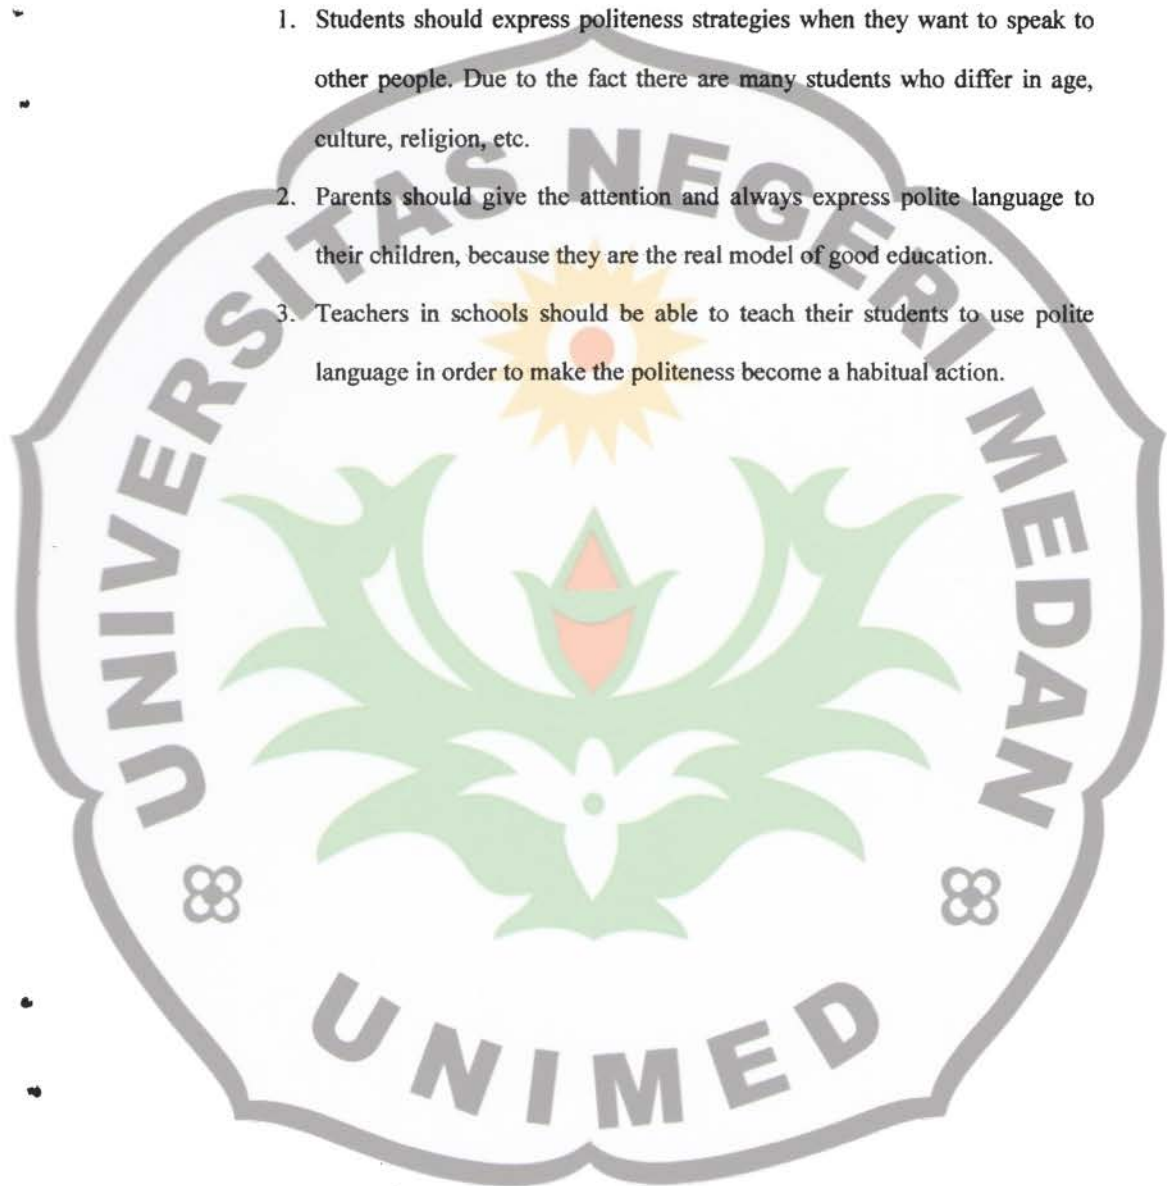 1. Students should express politeness strategies when they want to speak to
other people. Due to the fact there are many students who differ in age,
culture, religion, etc.
2. Parents should give the attention and always express polite language to
their children, because they are the real model of good education.
3. Teachers in schools should be able to teach their students to use polite
language in order to make the politeness become a habitual action.
UNIVERSITAS NEGERI MEDAN
UNIMED